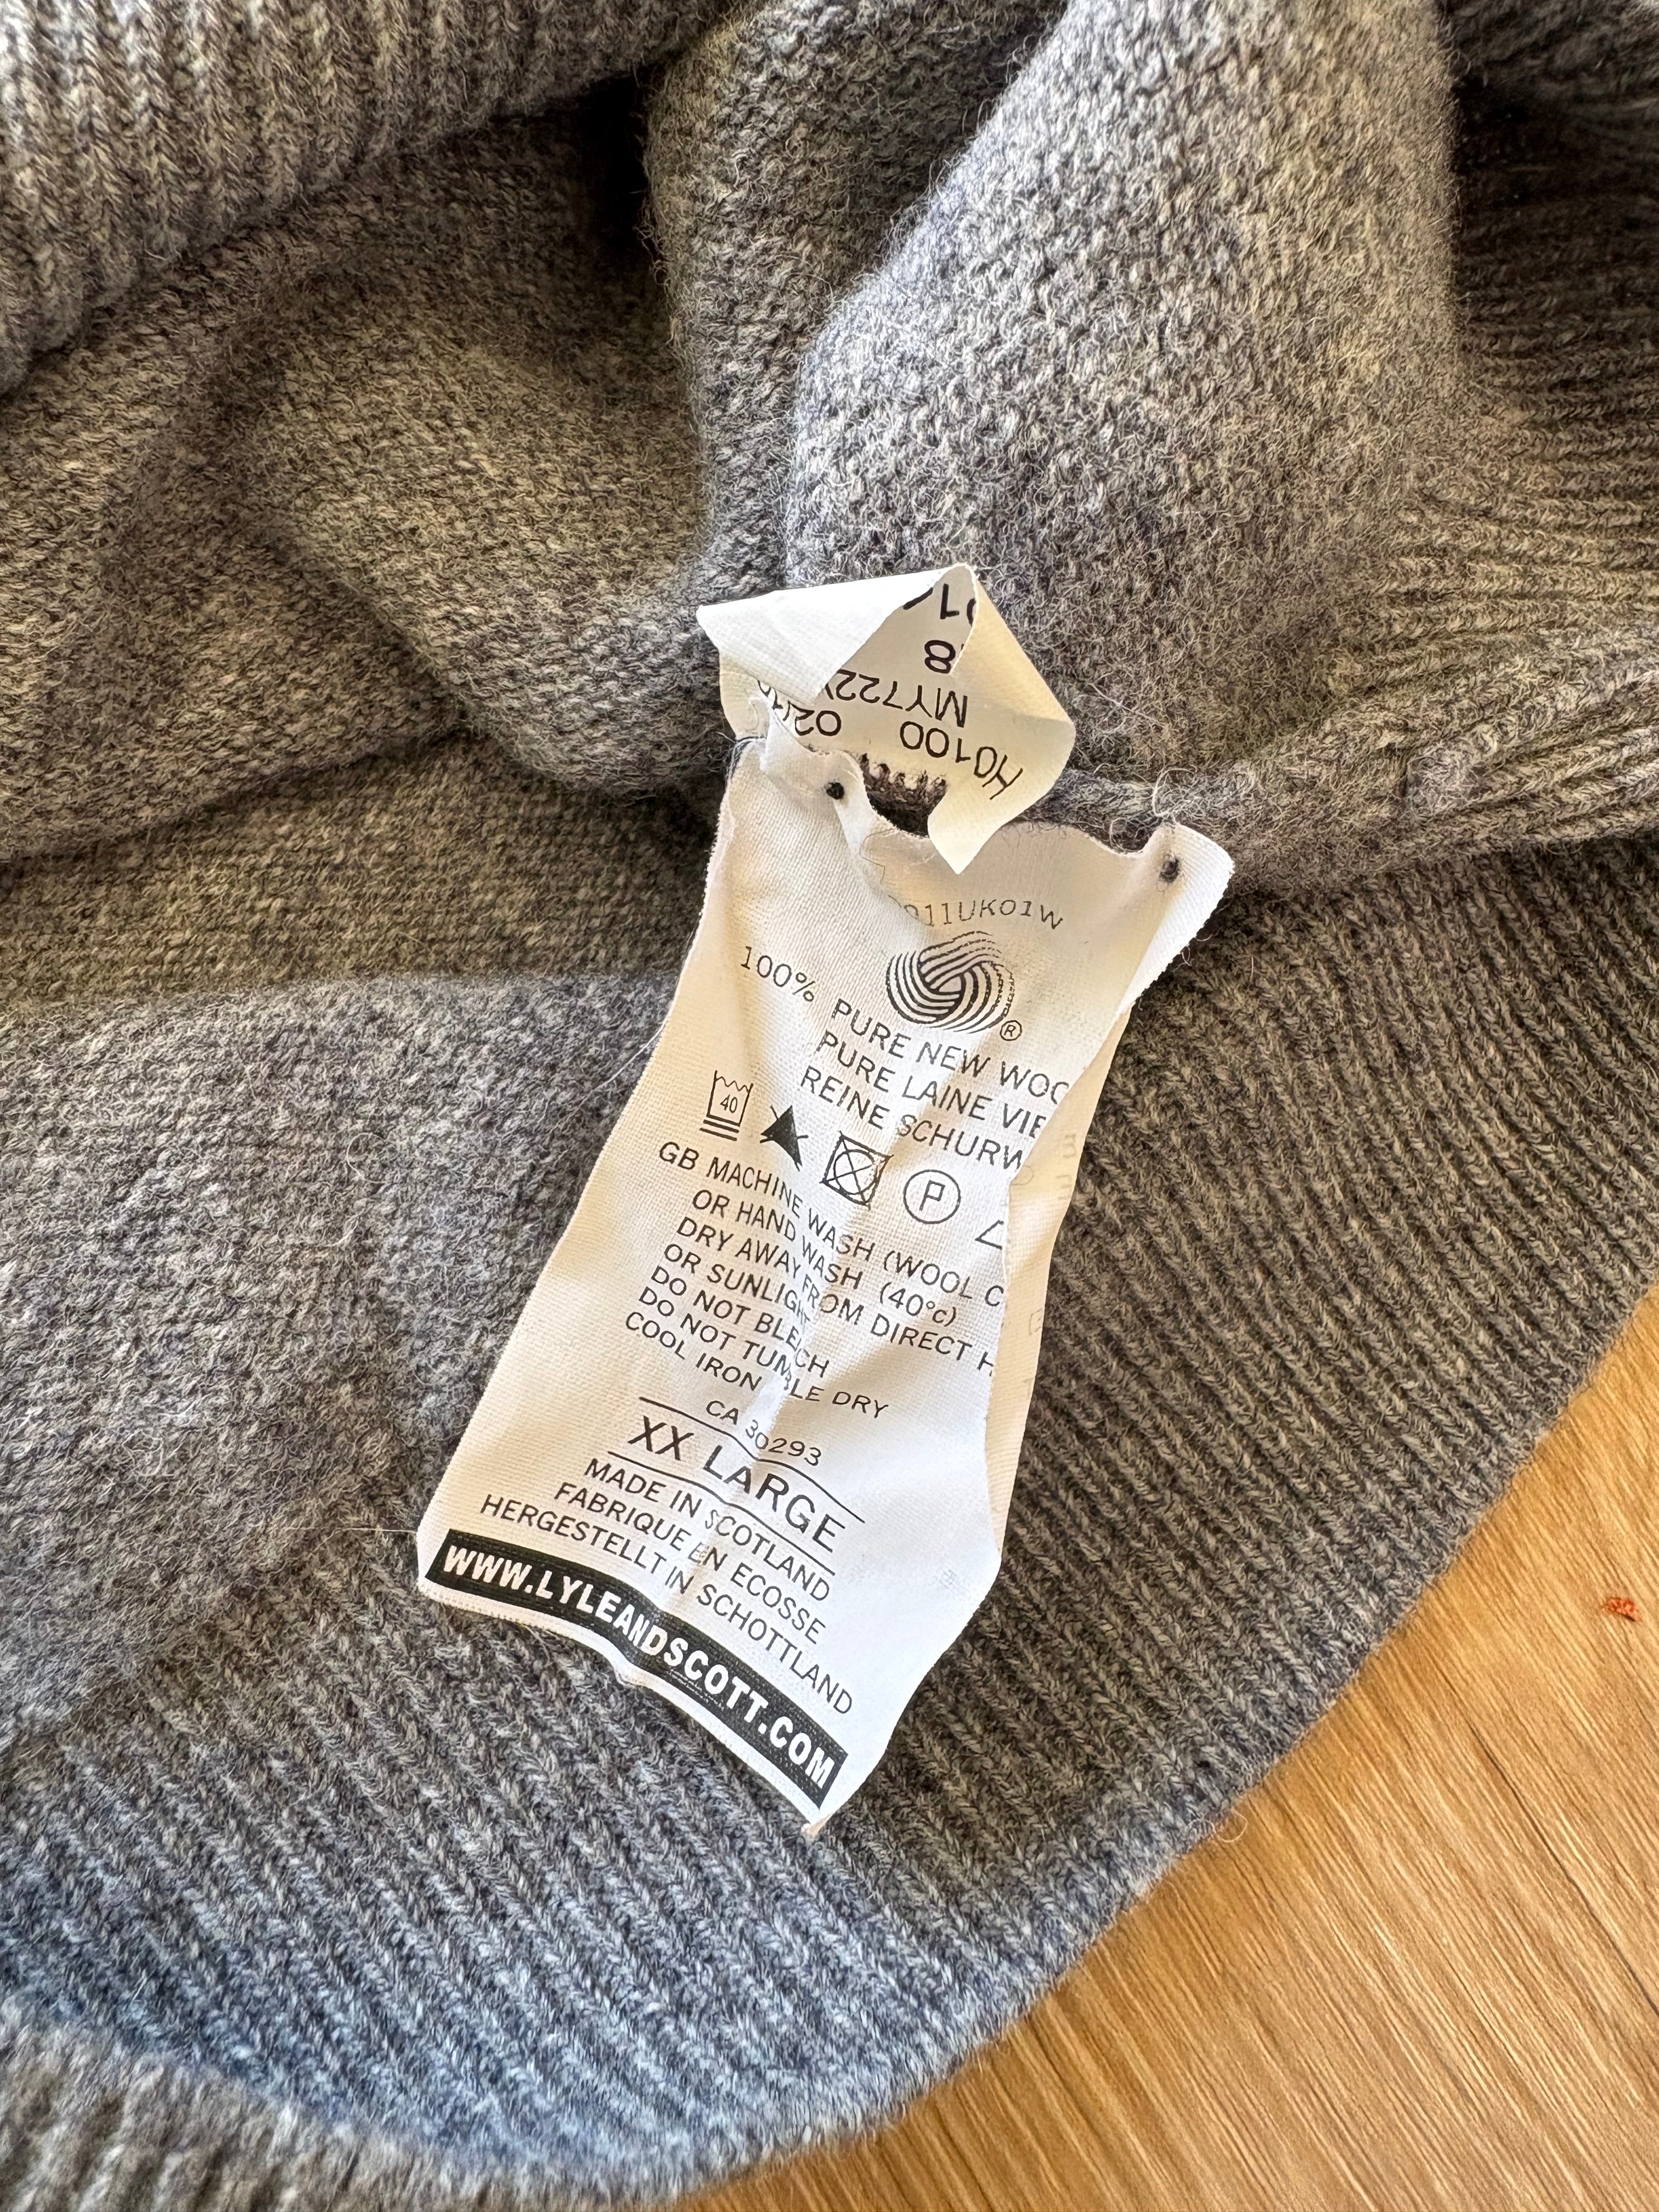 H0100
MY722V
011UK01W
100% PURE NEW WOO
PURE LAINE VIE
REINE SCHURW
®
40
P
GB MACHINE WASH (WOOL C
OR HAND WASH (40°c)
DRY AWAY FROM DIRECT H
OR SUNLIGHT
DO NOT BLEACH
DO NOT TUMBLE DRY
COOL IRON
CA 30293
XX LARGE
MADE IN SCOTLAND
FABRIQUE EN ECOSSE
HERGESTELLT IN SCHOTTLAND
WWW.LYLEANDSCOTT.COM